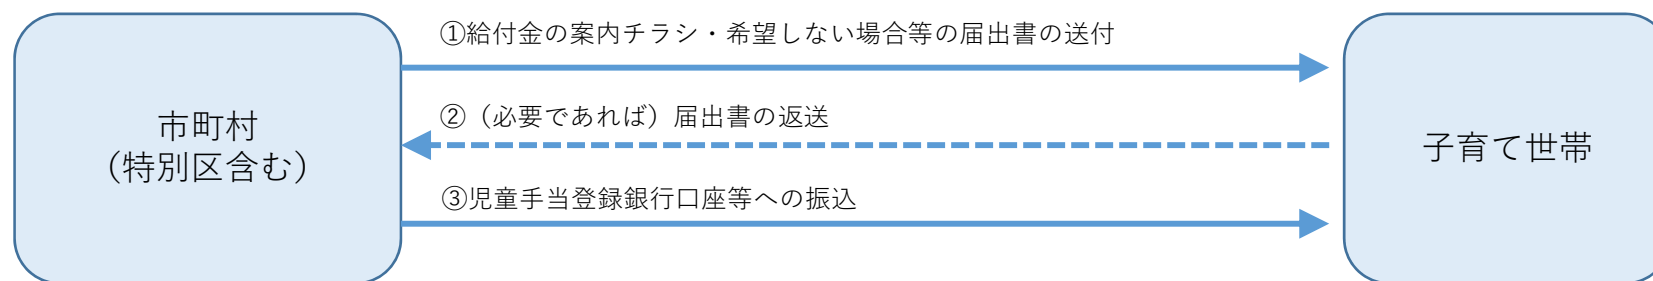 市町村
（特別区含む）
①給付金の案内チラシ・希望しない場合等の届出書の送付
②（必要であれば）届出書の返送
③児童手当登録銀行口座等への振込
子育て世帯